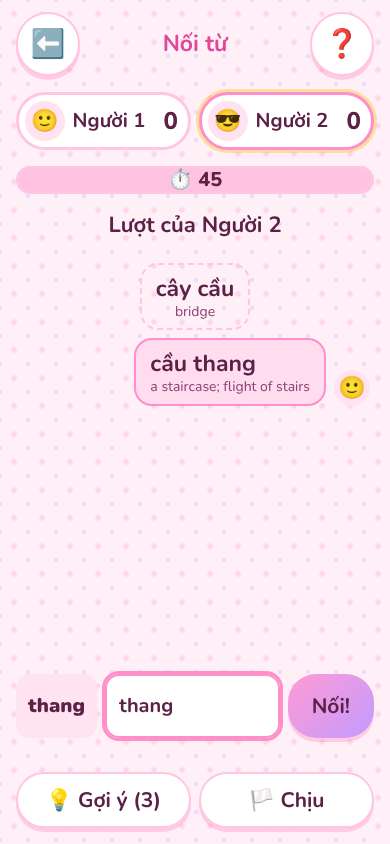 Nối từ
Người 1 0
Người 2 0
45
Lượt của Người 2
cây cầu
bridge
cầu thang
a staircase; flight of stairs
thang
thang
Nối!
Gợi ý (3)
Chịu